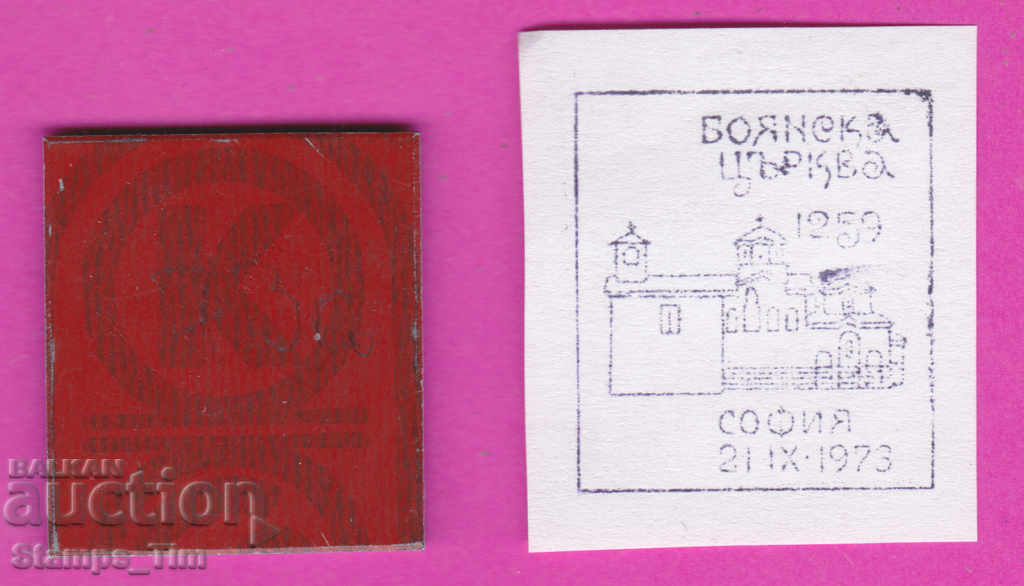 БОЯНСКА
ЦЪРКВА
1259
СОФИЯ
21 IX · 1973
BALKAN
auction
Stamps_Tim